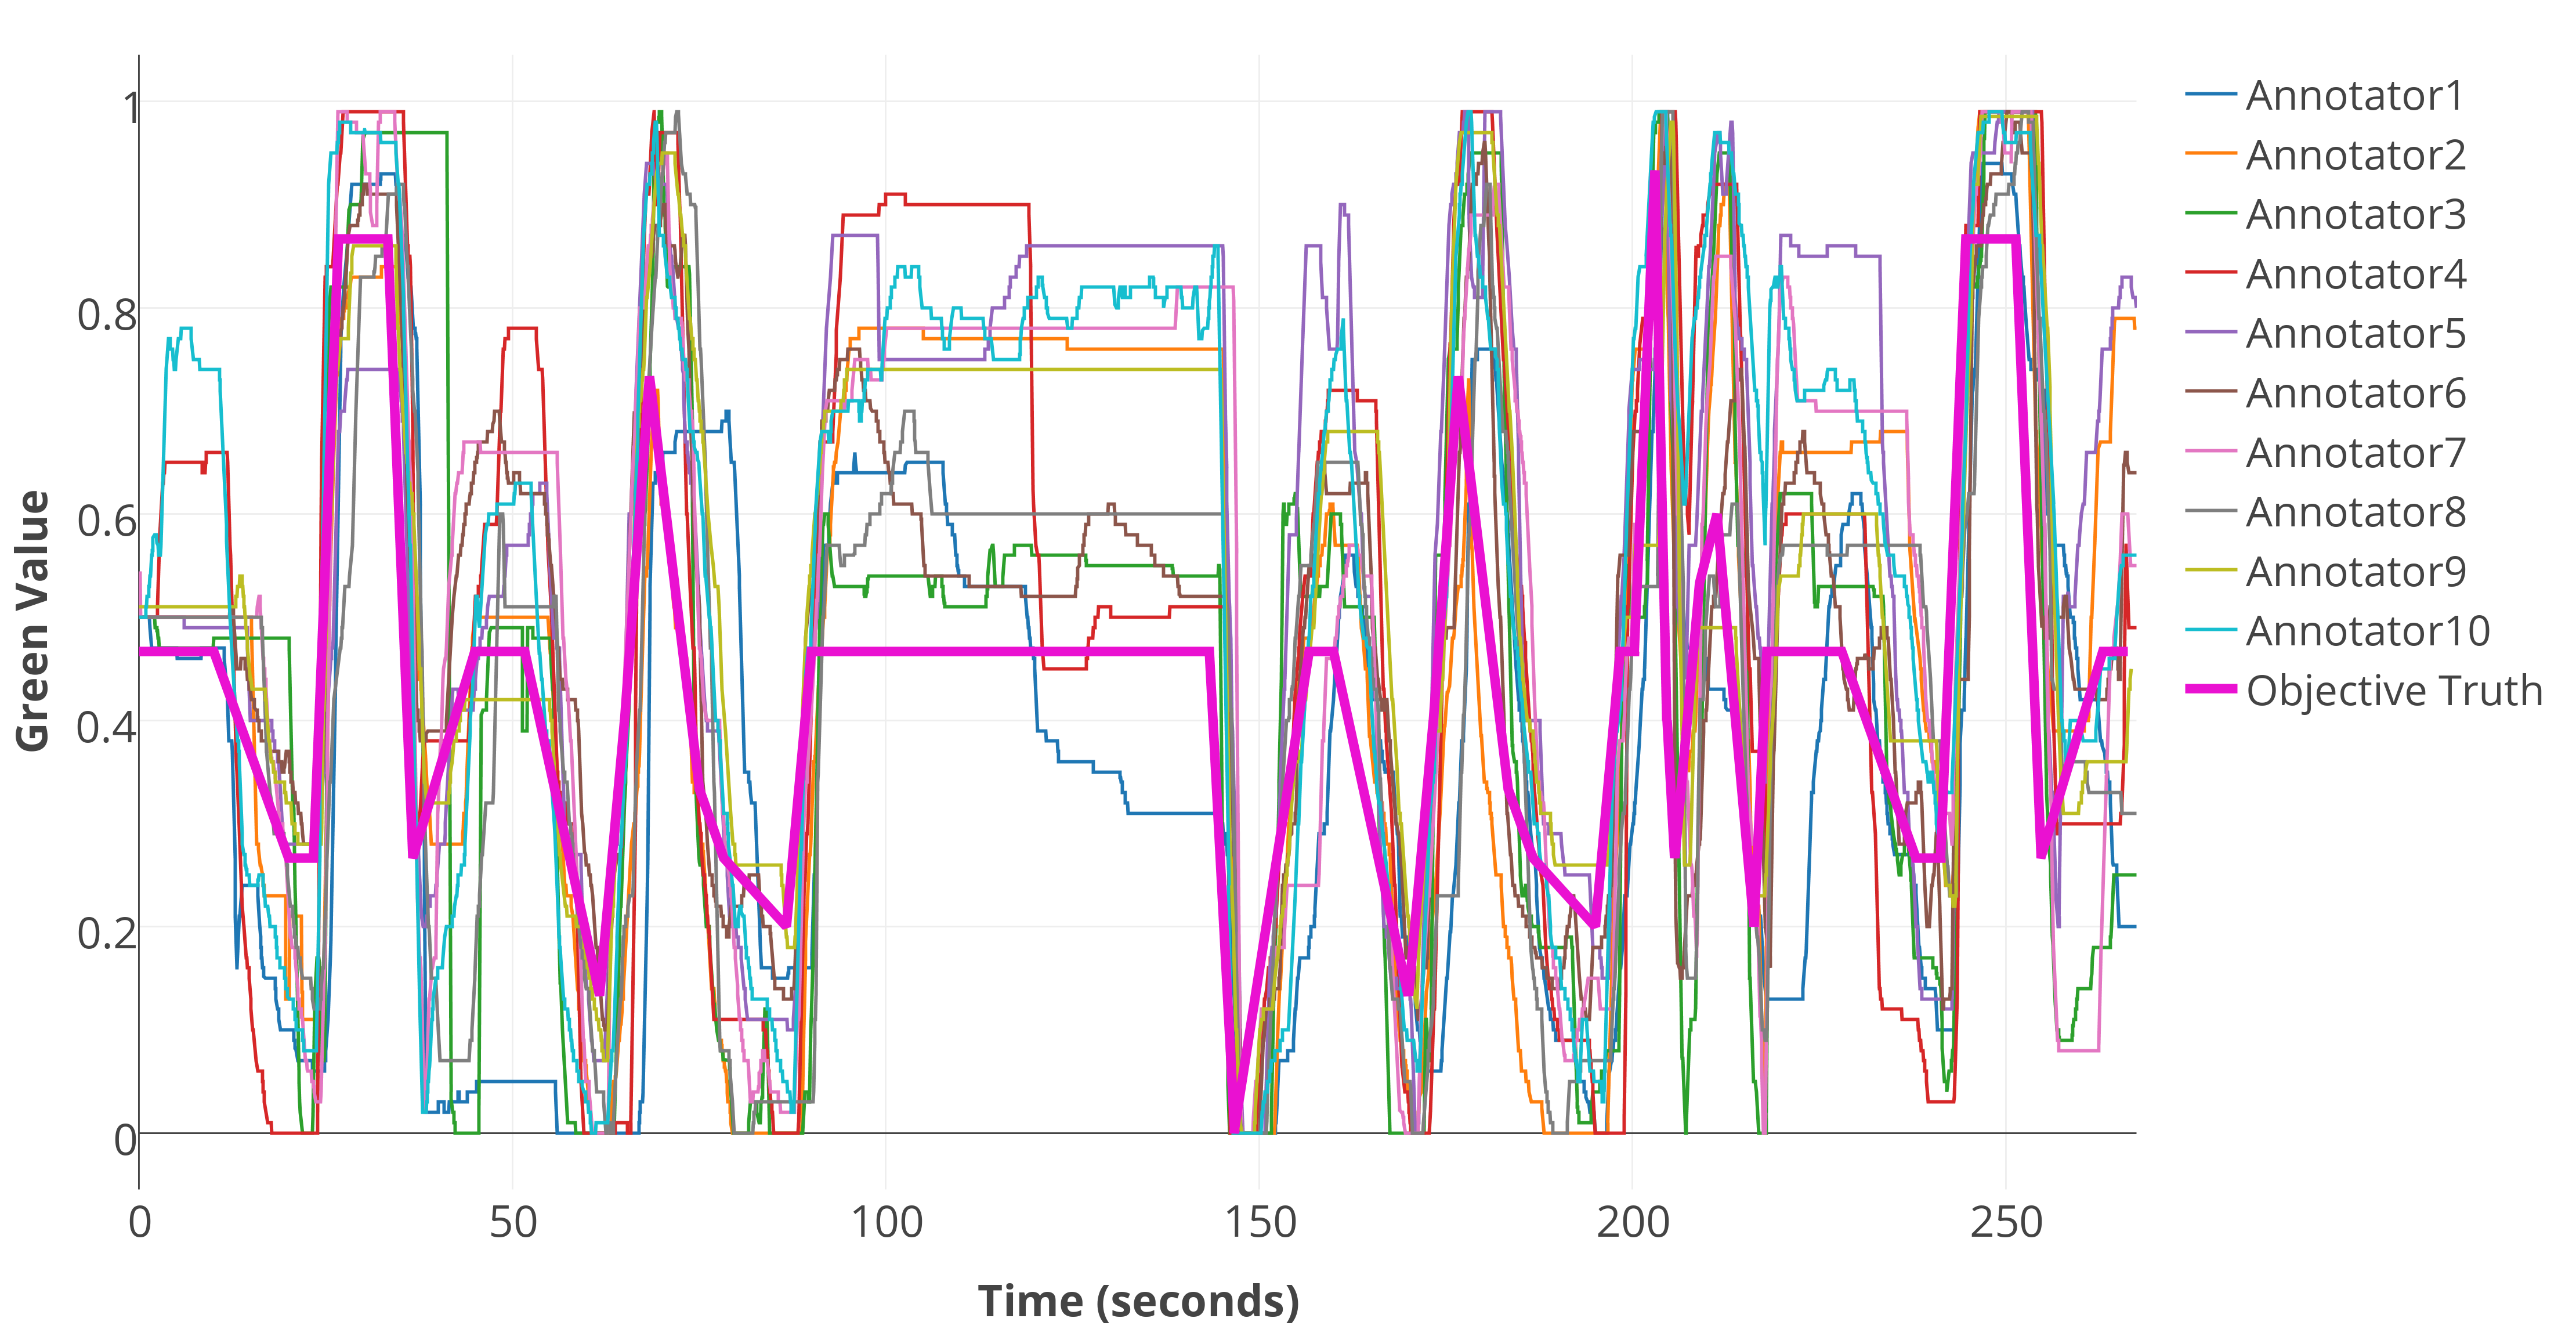 Green Value
1
0.8
0.6
0.4
0.2
0
0 50 100 150 200 250
Time (seconds)
Annotator1
Annotator2
Annotator3
Annotator4
Annotator5
Annotator6
Annotator7
Annotator8
Annotator9
Annotator10
Objective Truth